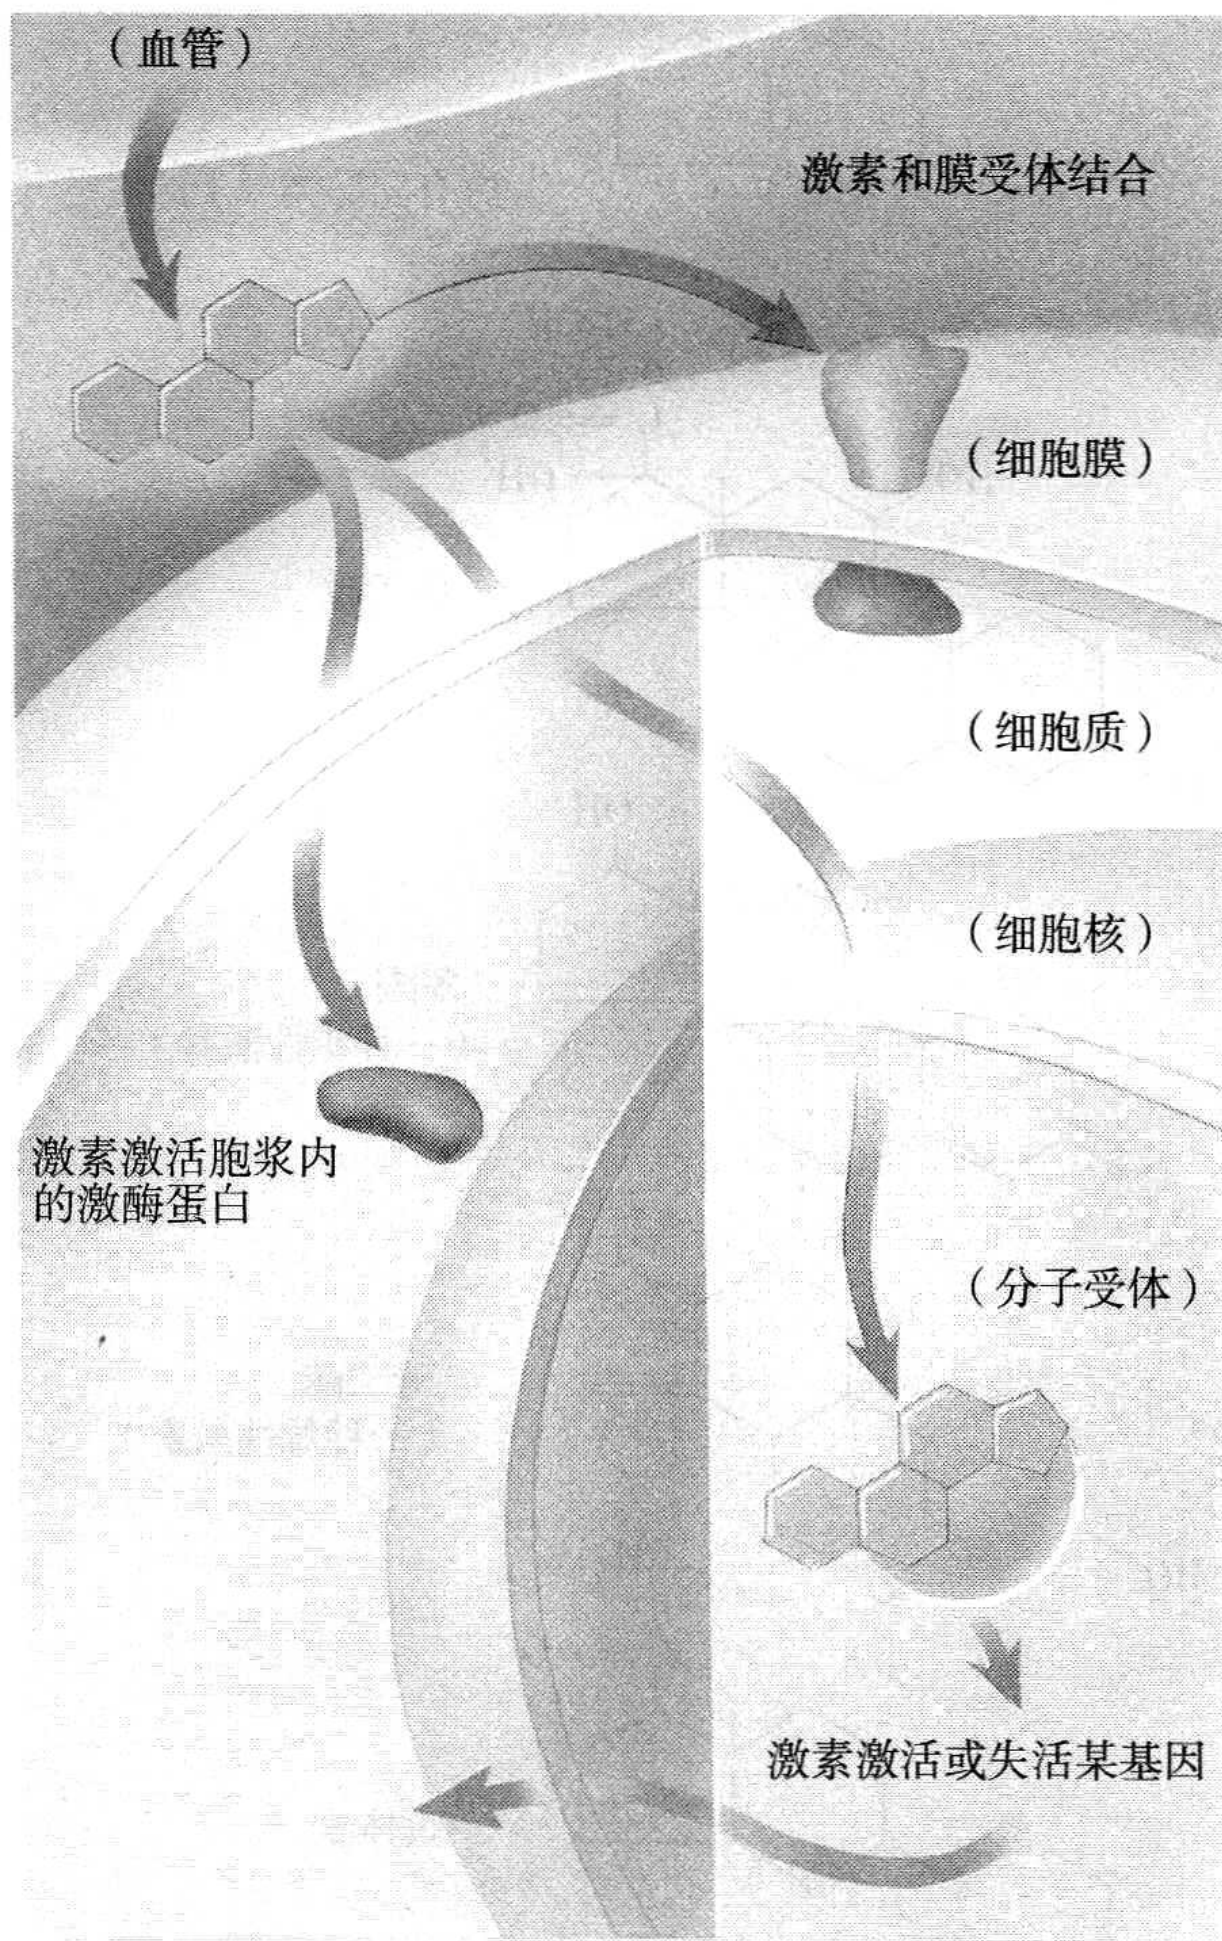 （血管）
激素和膜受体结合
（细胞膜）
（细胞质）
（细胞核）
激素激活胞浆内
的激酶蛋白
（分子受体）
激素激活或失活某基因